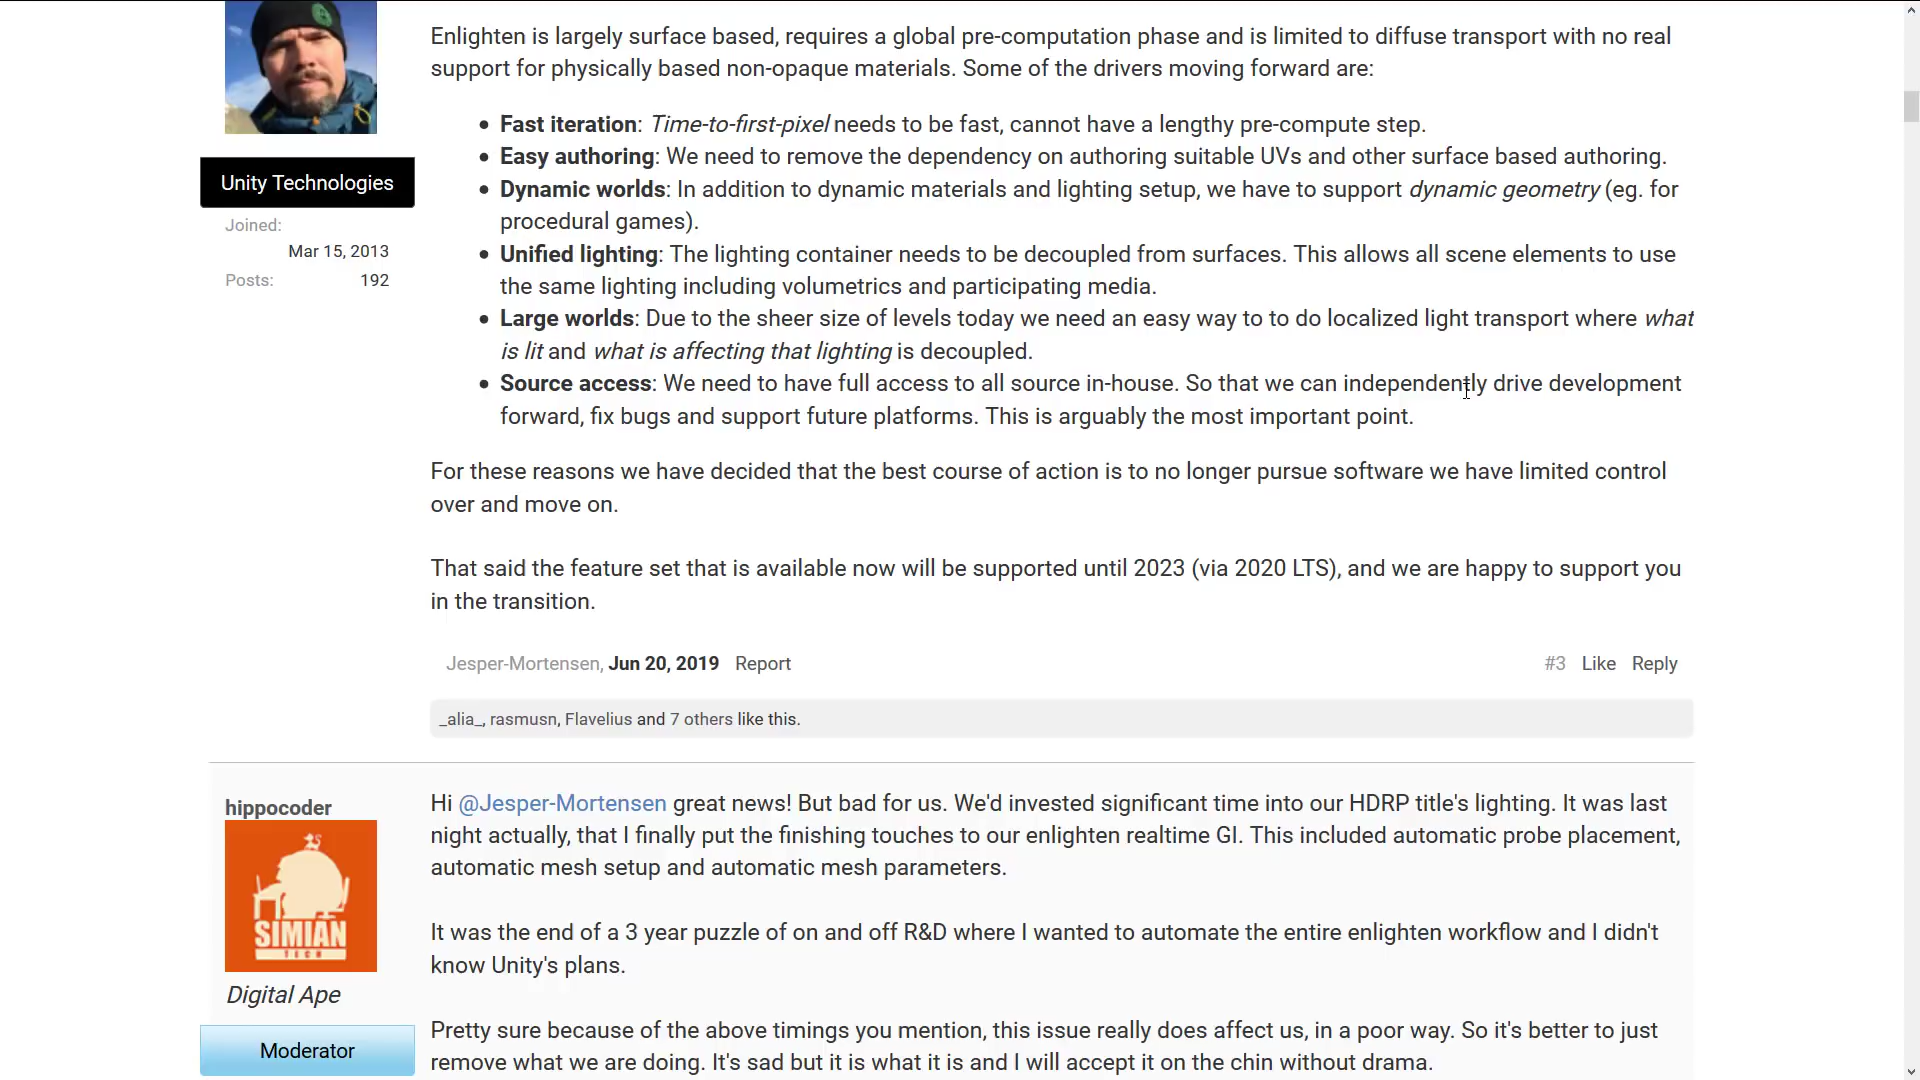 Enlighten is largely surface based, requires a global pre-computation phase and is limited to diffuse transport with no real
support for physically based non-opaque materials. Some of the drivers moving forward are:
• Fast iteration: Time-to-first-pixel needs to be fast, cannot have a lengthy pre-compute step.
• Easy authoring: We need to remove the dependency on authoring suitable UVs and other surface based authoring.
• Dynamic worlds: In addition to dynamic materials and lighting setup, we have to support dynamic geometry (eg. for
procedural games).
• Unified lighting: The lighting container needs to be decoupled from surfaces. This allows all scene elements to use
the same lighting including volumetrics and participating media.
• Large worlds: Due to the sheer size of levels today we need an easy way to to do localized light transport where what
is lit and what is affecting that lighting is decoupled.
• Source access: We need to have full access to all source in-house. So that we can independently drive development
forward, fix bugs and support future platforms. This is arguably the most important point.
For these reasons we have decided that the best course of action is to no longer pursue software we have limited control
over and move on.
That said the feature set that is available now will be supported until 2023 (via 2020 LTS), and we are happy to support you
in the transition.
Unity Technologies
Joined:
Mar 15, 2013
Posts: 192
Jesper-Mortensen, Jun 20, 2019 Report #3 Like Reply
_alia_, rasmusn, Flavelius and 7 others like this.
hippocoder
SIMIAN
TECH
Digital Ape
Moderator
Hi @Jesper-Mortensen great news! But bad for us. We'd invested significant time into our HDRP title's lighting. It was last
night actually, that I finally put the finishing touches to our enlighten realtime GI. This included automatic probe placement,
automatic mesh setup and automatic mesh parameters.
It was the end of a 3 year puzzle of on and off R&D where I wanted to automate the entire enlighten workflow and I didn't
know Unity's plans.
Pretty sure because of the above timings you mention, this issue really does affect us, in a poor way. So it's better to just
remove what we are doing. It's sad but it is what it is and I will accept it on the chin without drama.